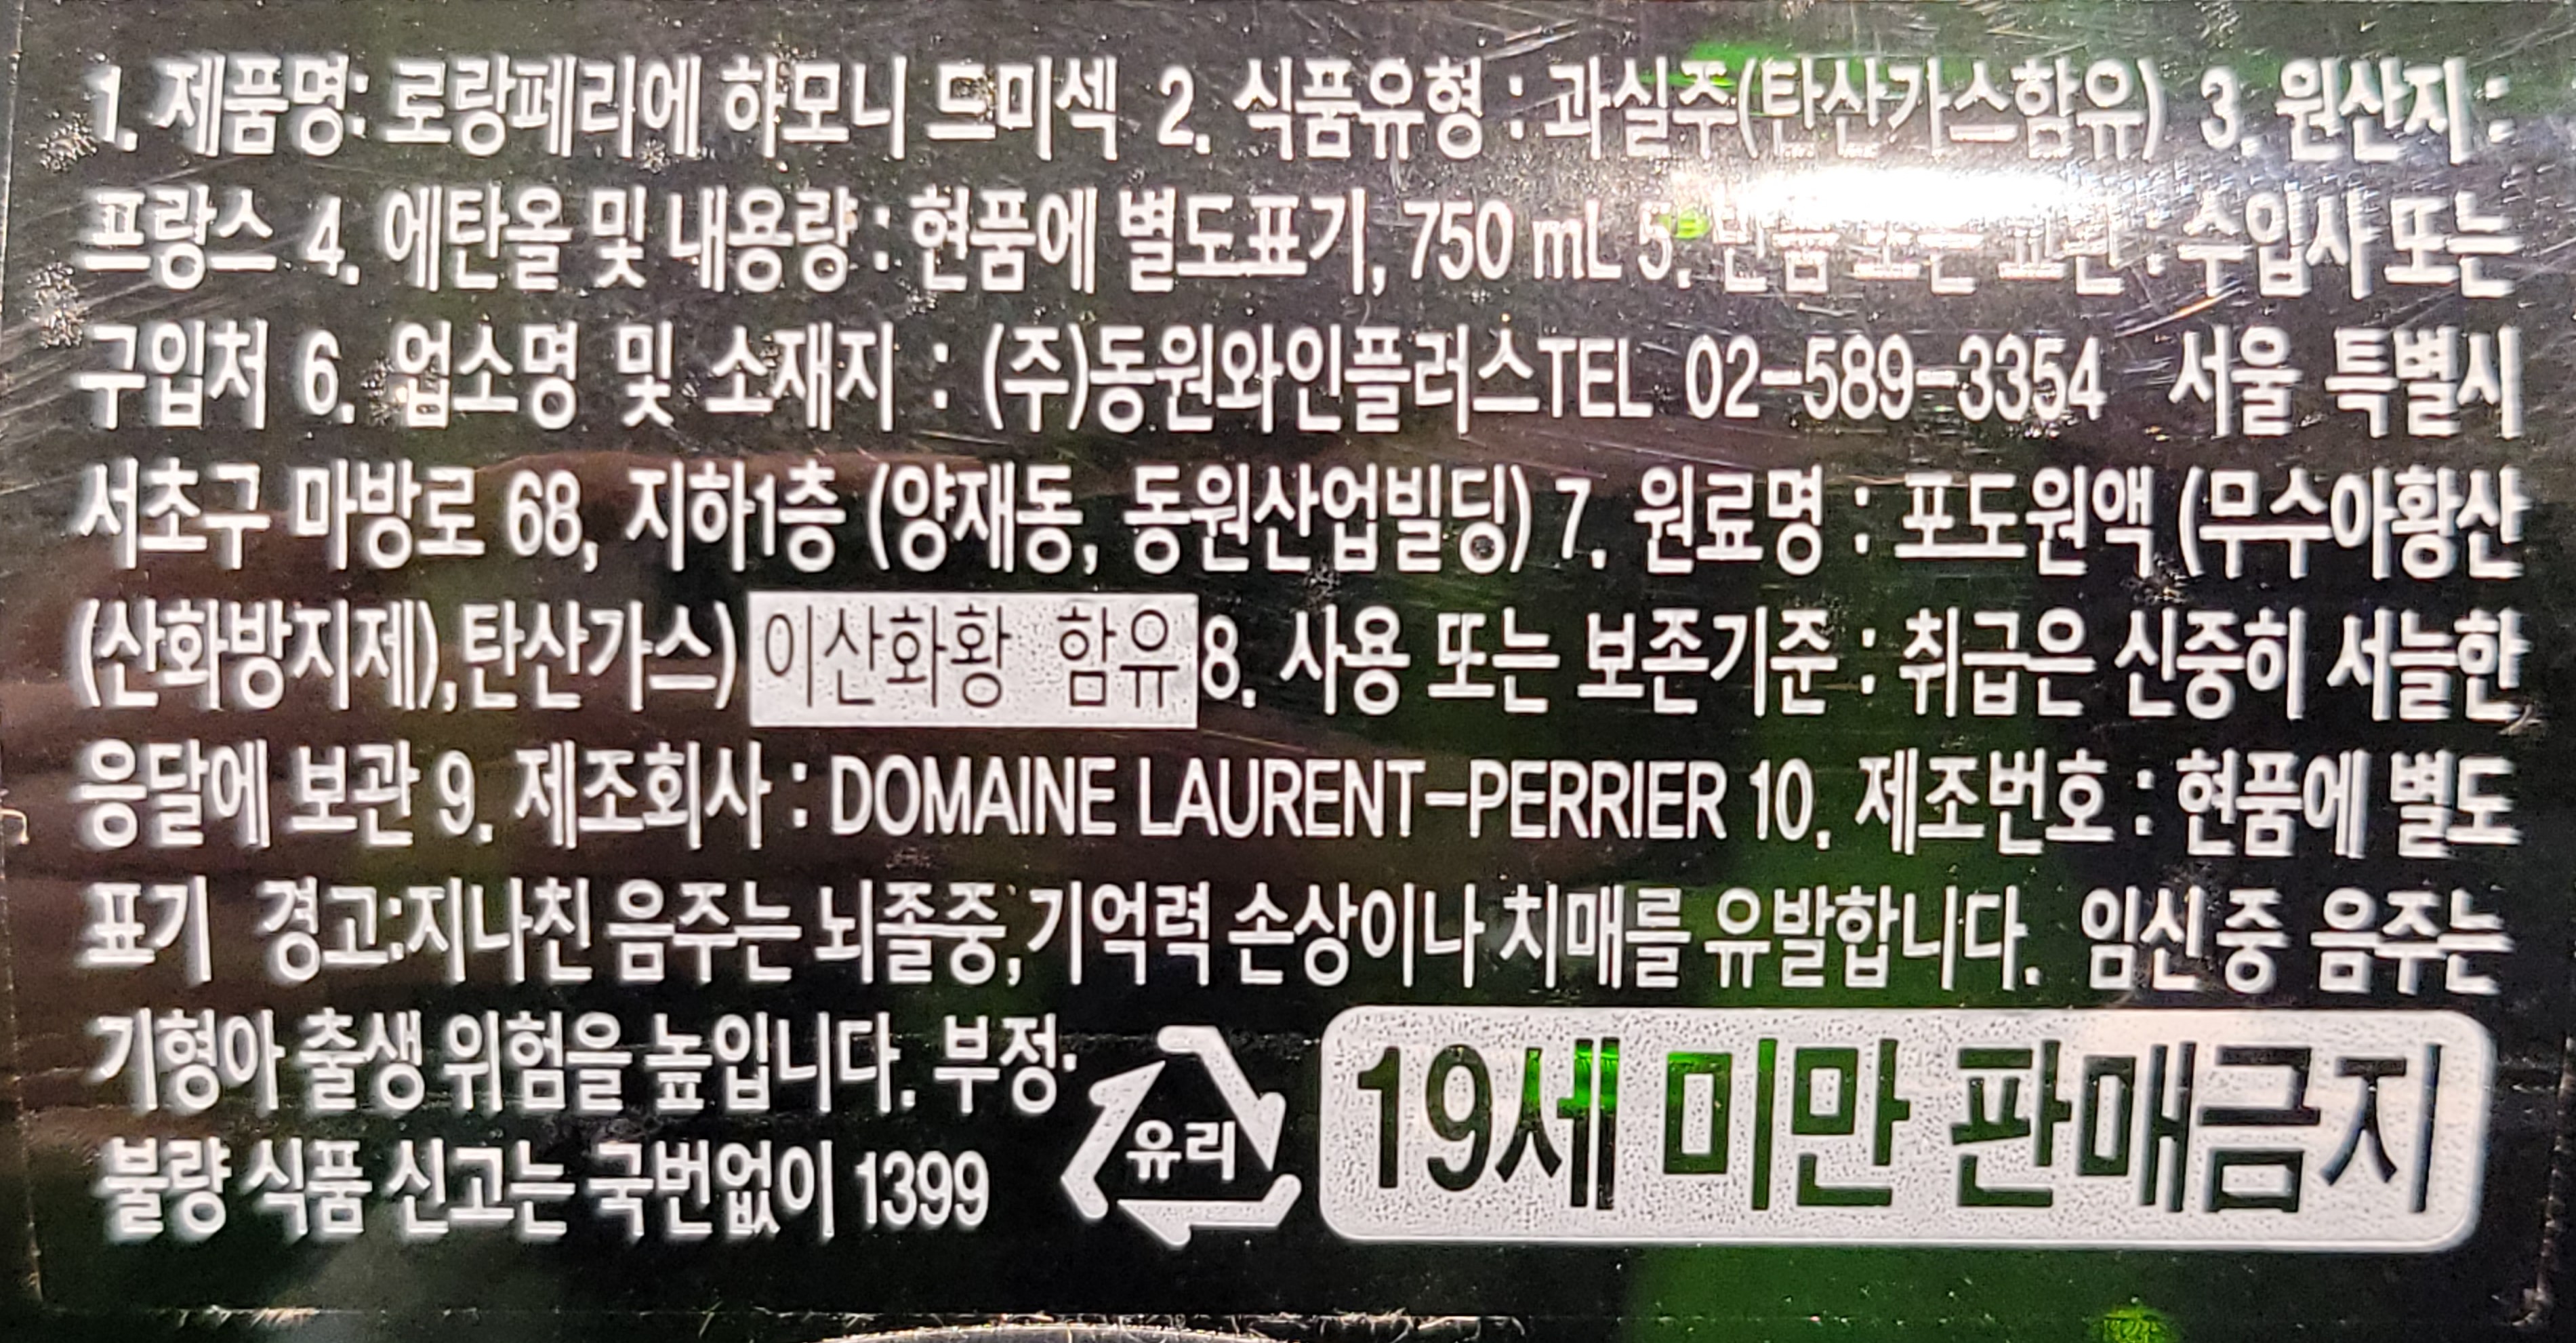 1. 제품명: 로랑페리에 하모니 드미섹 2. 식품유형 : 과실주(탄산가스함유) 3. 원산지 :
프랑스 4. 에탄올 및 내용량 : 현품에 별도표기, 750 mL 5. 반품 또는 교환 : 수입사 또는
구입처 6. 업소명 및 소재지 : (주)동원와인플러스TEL 02-589-3354 서울 특별시
서초구 마방로 68, 지하1층 (양재동, 동원산업빌딩) 7. 원료명 : 포도원액 (무수아황산
(산화방지제),탄산가스) 이산화황 함유 8. 사용 또는 보존기준 : 취급은 신중히 서늘한
응달에 보관 9. 제조회사 : DOMAINE LAURENT-PERRIER 10. 제조번호 : 현품에 별도
표기 경고:지나친 음주는 뇌졸중,기억력 손상이나 치매를 유발합니다. 임신 중 음주는
기형아 출생 위험을 높입니다. 부정·
불량 식품 신고는 국번없이 1399
유리
19세 미만 판매금지